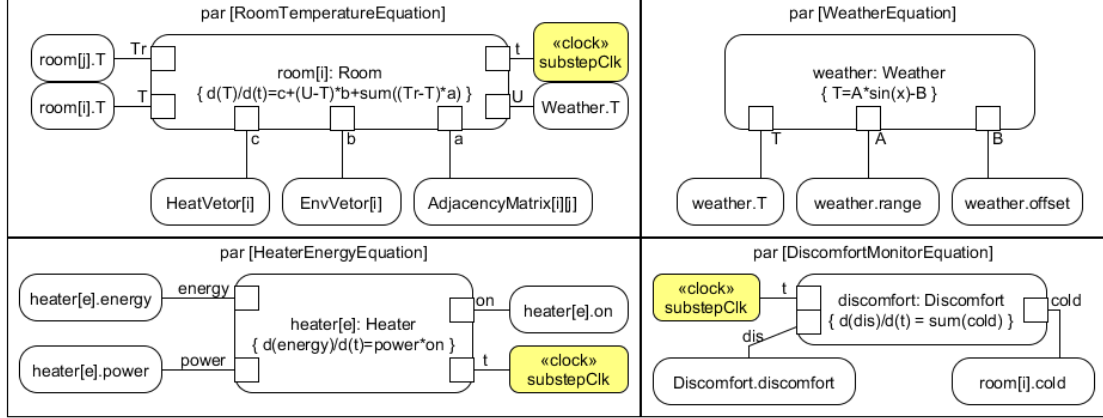 par [RoomTemperatureEquation]
room[j].T
Tr
t
«clock»
substepClk
room[i]: Room
{ d(T)/d(t)=c+(U-T)*b+sum((Tr-T)*a) }
room[i].T
T
U
Weather.T
c
b
a
HeatVetor[i]
EnvVetor[i]
AdjacencyMatrix[i][j]
par [WeatherEquation]
weather: Weather
{ T=A*sin(x)-B }
T
A
B
weather.T
weather.range
weather.offset
par [HeaterEnergyEquation]
heater[e].energy
energy
on
heater[e].on
heater[e]: Heater
{ d(energy)/d(t)=power*on }
heater[e].power
power
t
«clock»
substepClk
par [DiscomfortMonitorEquation]
«clock»
substepClk
t
discomfort: Discomfort
{ d(dis)/d(t) = sum(cold) }
cold
dis
Discomfort.discomfort
room[i].cold